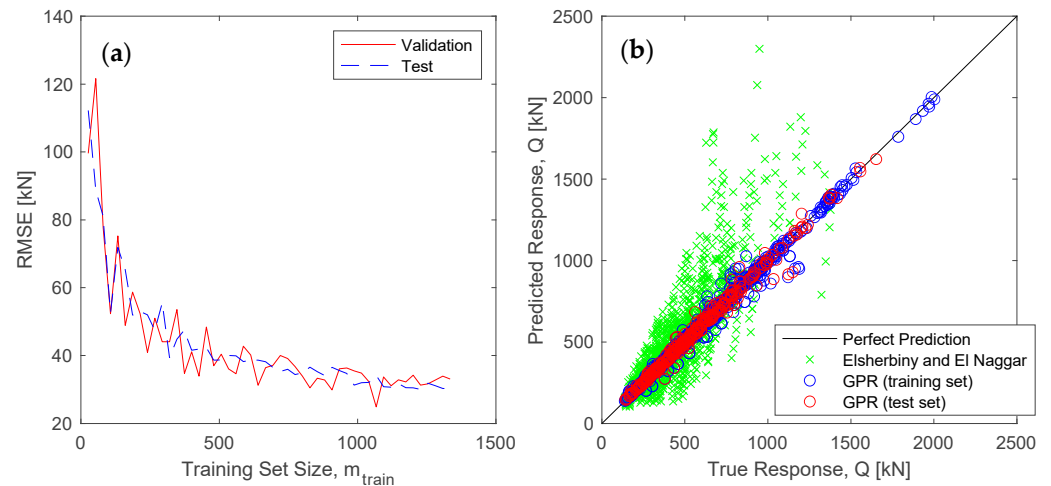 (a)
Validation
Test
140
120
100
80
60
40
20
RMSE [kN]
0
500
1000
1500
Training Set Size, m_train
(b)
2500
2000
1500
1000
500
0
Predicted Response, Q [kN]
Perfect Prediction
Elsherbiny and El Naggar
GPR (training set)
GPR (test set)
0
500
1000
1500
2000
2500
True Response, Q [kN]